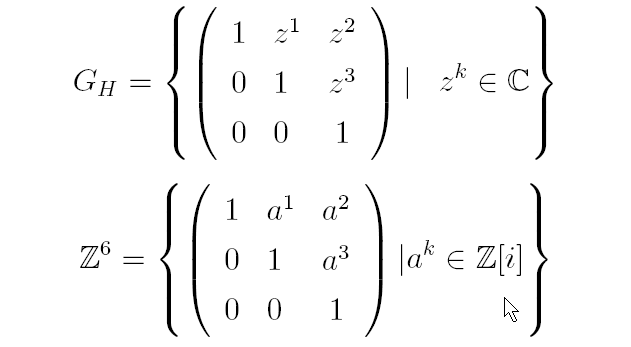 G_H = { ( 1 z^1 z^2
0 1 z^3
0 0 1 ) | z^k ∈ ℂ }
ℤ^6 = { ( 1 a^1 a^2
0 1 a^3
0 0 1 ) |a^k ∈ ℤ[i] }